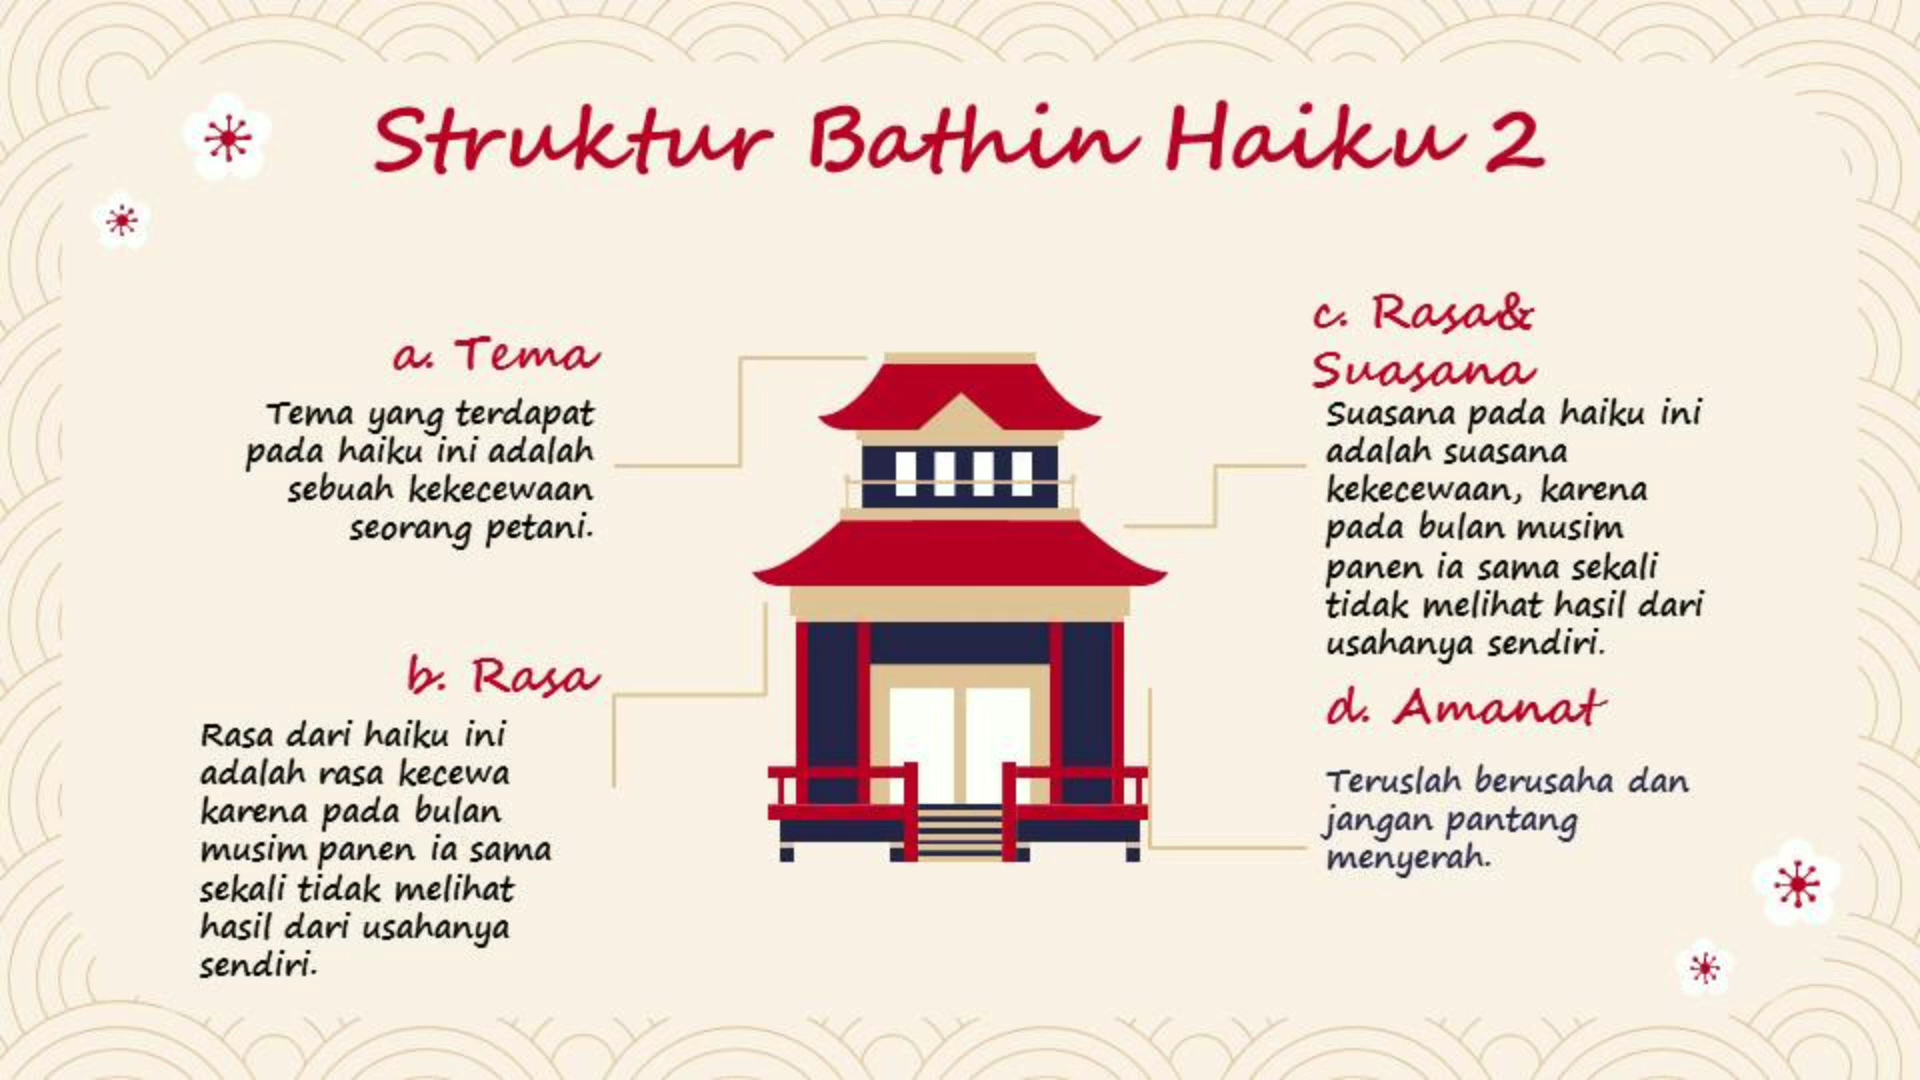 Struktur Bathin Haiku 2
a. Tema
Tema yang terdapat
pada haiku ini adalah
sebuah kekecewaan
seorang petani.
b. Rasa
Rasa dari haiku ini
adalah rasa kecewa
karena pada bulan
musim panen ia sama
sekali tidak melihat
hasil dari usahanya
sendiri.
c. Rasa&
Suasana
Suasana pada haiku ini
adalah suasana
kekecewaan, karena
pada bulan musim
panen ia sama sekali
tidak melihat hasil dari
usahanya sendiri.
d. Amanat
Teruslah berusaha dan
jangan pantang
menyerah.